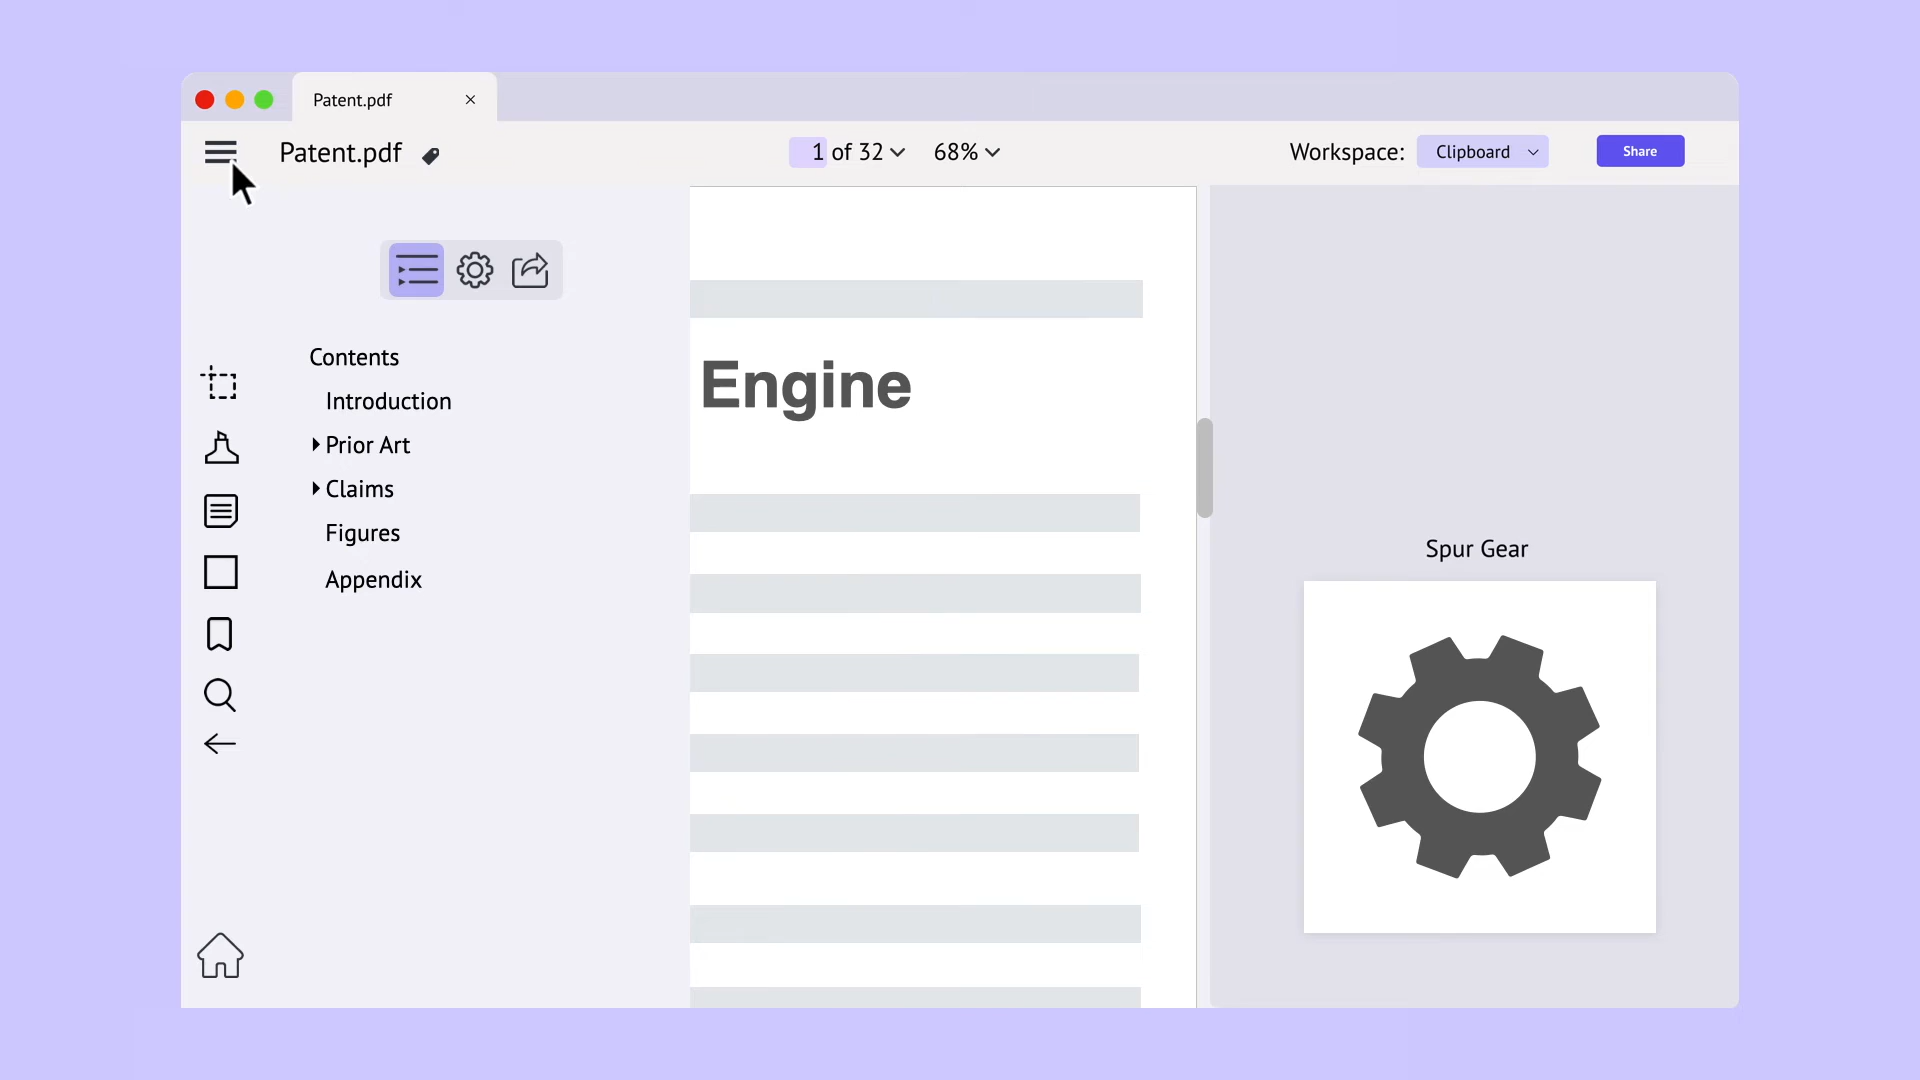 Patent.pdf
Patent.pdf
1 of 32
68%
Workspace:
Clipboard
Share
Contents
Introduction
Prior Art
Claims
Figures
Appendix
Engine
Spur Gear